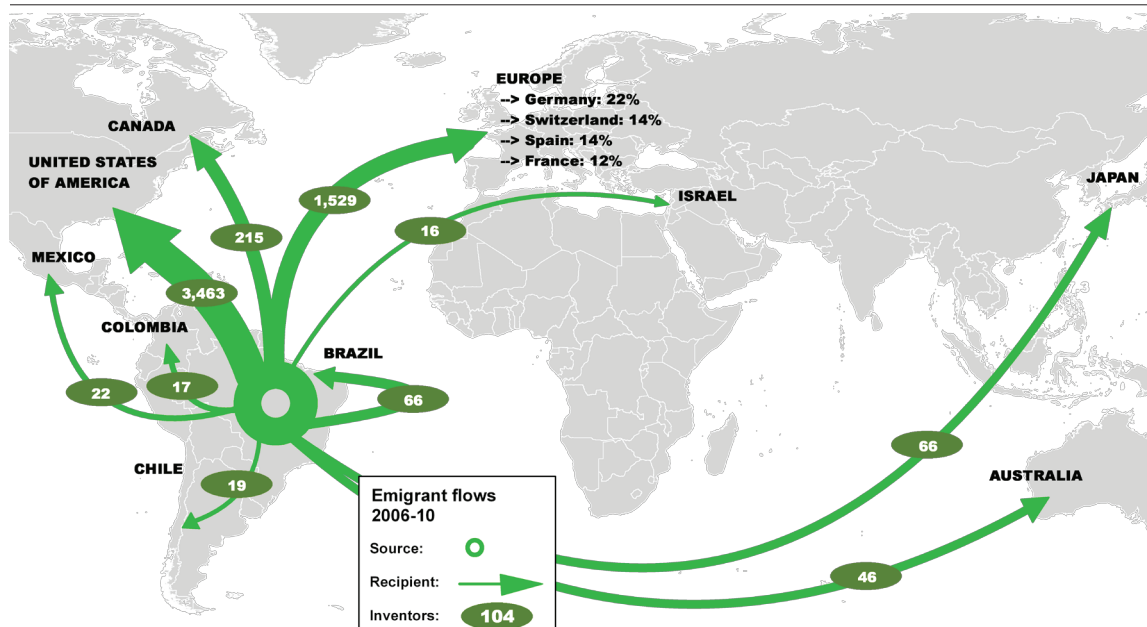 EUROPE
--> Germany: 22%
--> Switzerland: 14%
--> Spain: 14%
--> France: 12%
CANADA
UNITED STATES
OF AMERICA
JAPAN
ISRAEL
1,529
16
215
MEXICO
3,463
COLOMBIA
BRAZIL
17
22
66
66
CHILE
19
AUSTRALIA
46
Emigrant flows
2006-10
Source:
Recipient:
Inventors: 104